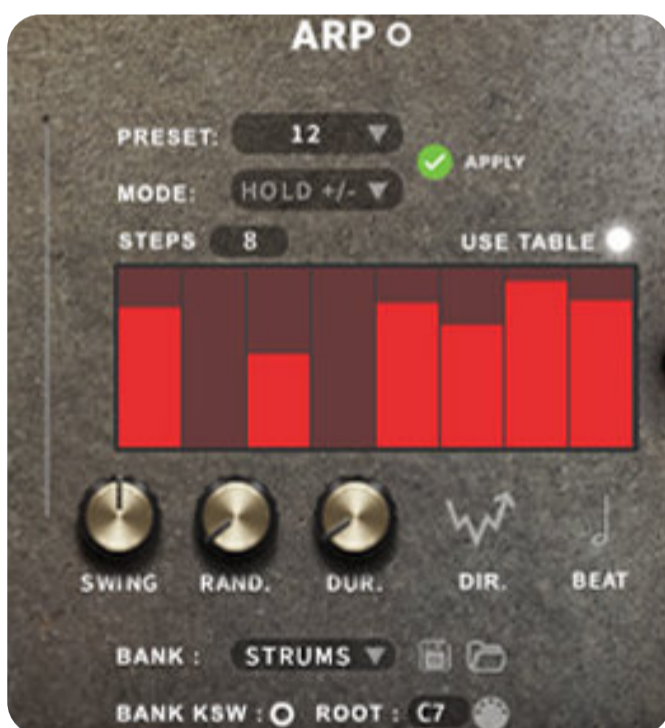 ARP
PRESET: 12
APPLY
MODE: HOLD +/-
STEPS 8
USE TABLE
SWING RAND. DUR. DIR. BEAT
BANK : STRUMS
BANK KSW : ROOT : C7